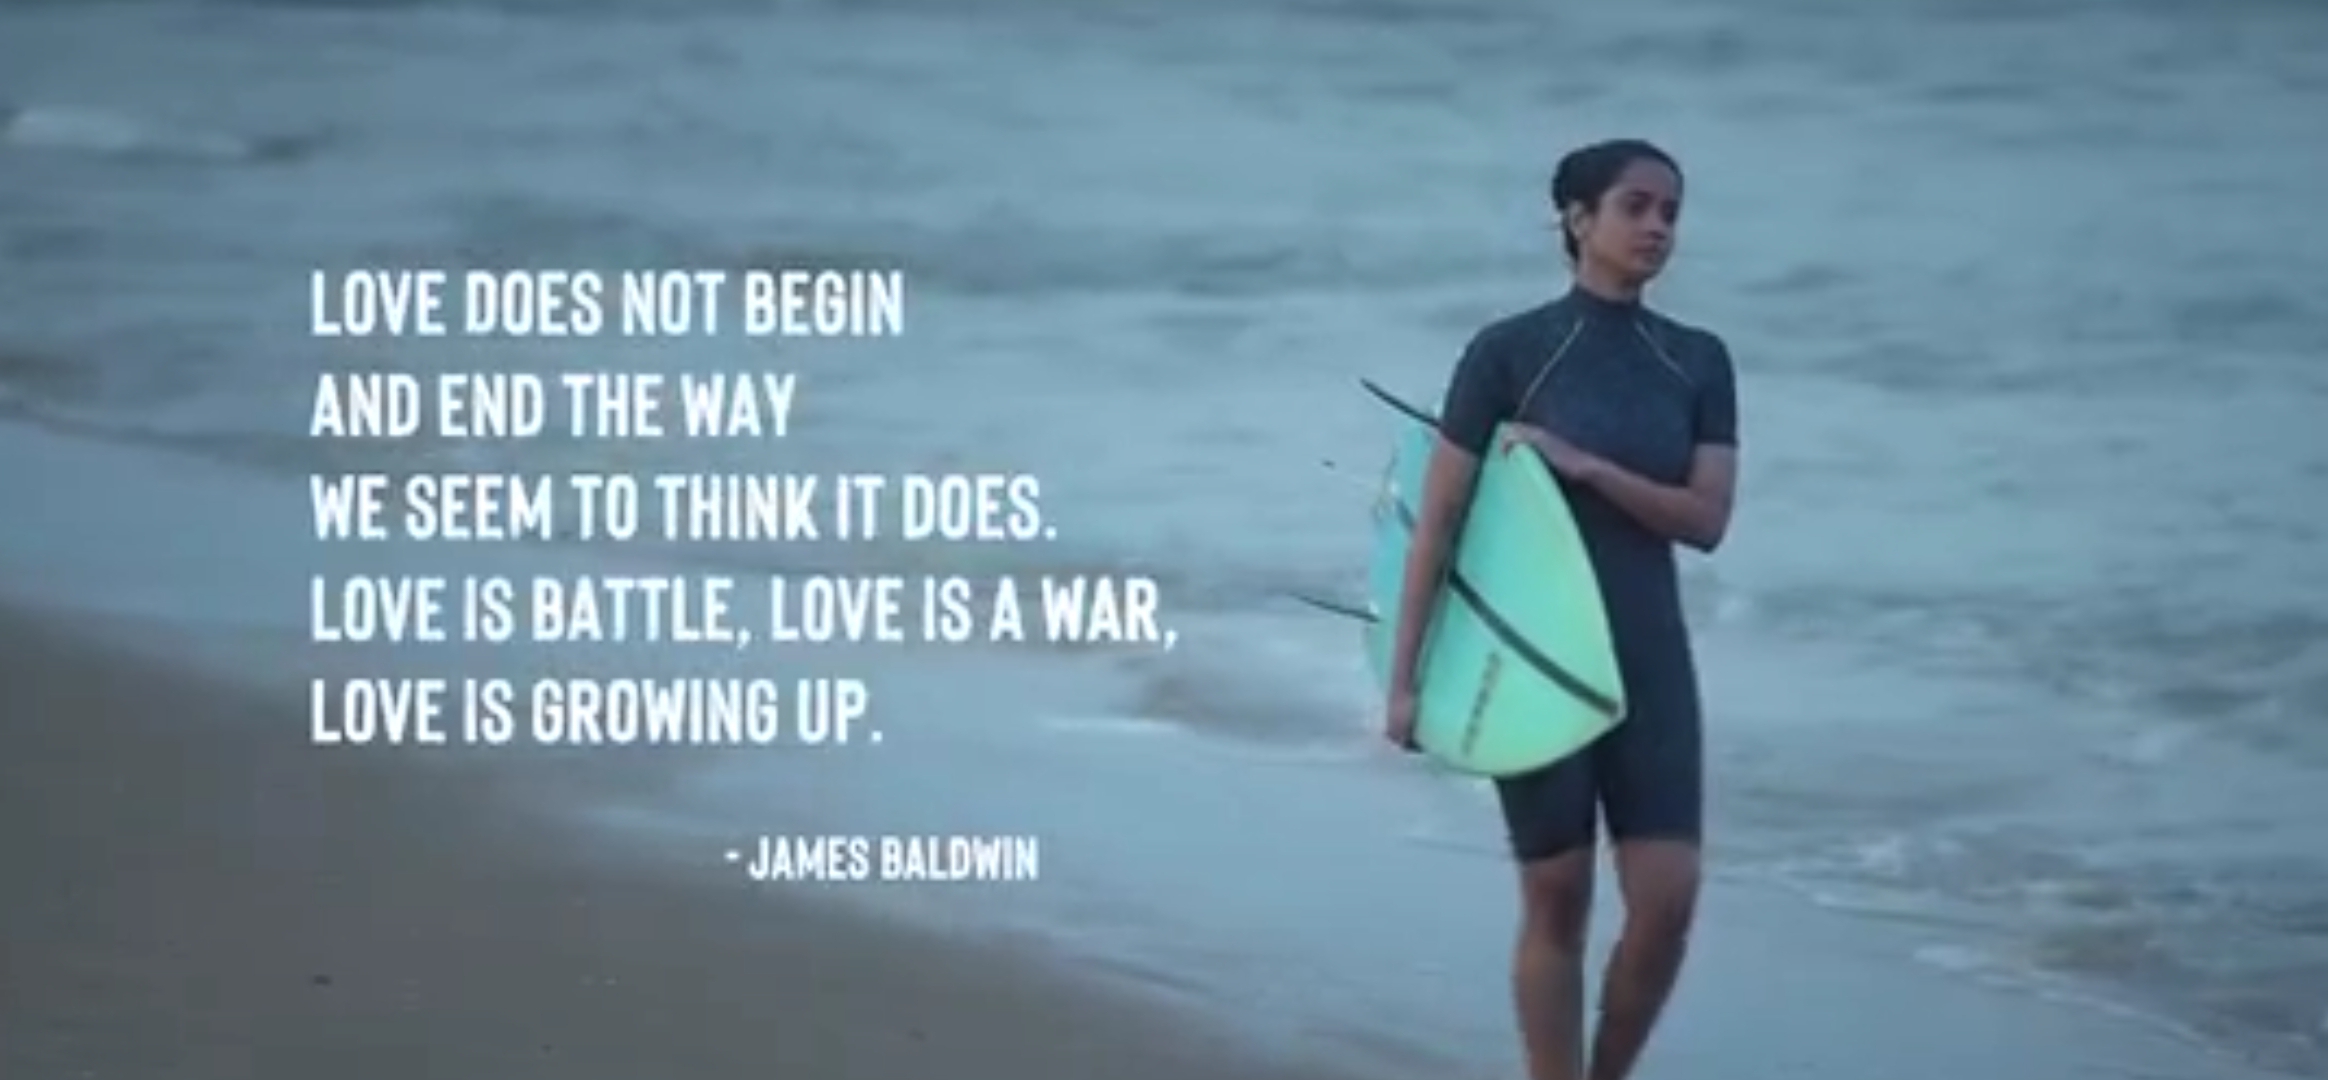 LOVE DOES NOT BEGIN
AND END THE WAY
WE SEEM TO THINK IT DOES.
LOVE IS BATTLE, LOVE IS A WAR,
LOVE IS GROWING UP.
- JAMES BALDWIN